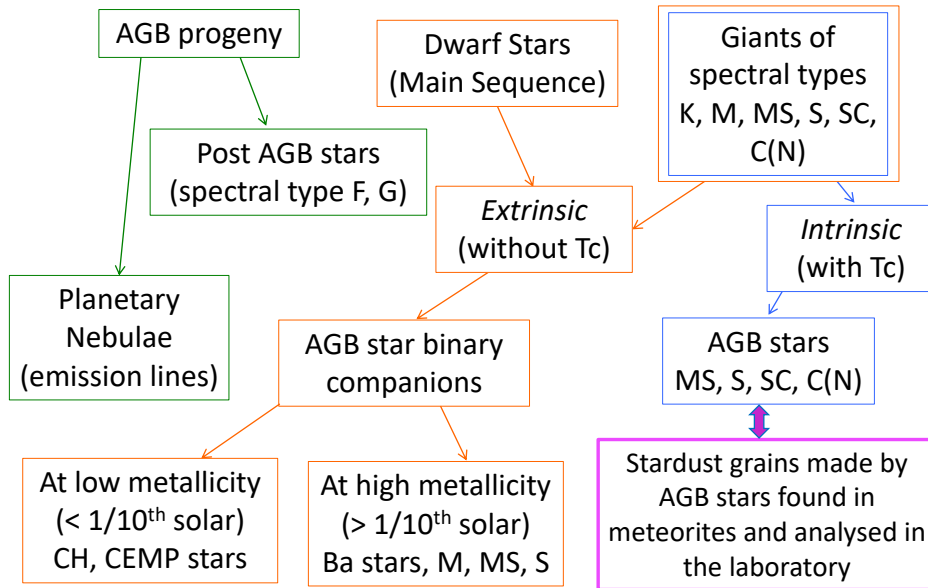 AGB progeny
Dwarf Stars
(Main Sequence)
Giants of
spectral types
K, M, MS, S, SC,
C(N)
Post AGB stars
(spectral type F, G)
Extrinsic
(without Tc)
Intrinsic
(with Tc)
Planetary
Nebulae
(emission lines)
AGB star binary
companions
AGB stars
MS, S, SC, C(N)
At low metallicity
(< 1/10th solar)
CH, CEMP stars
At high metallicity
(> 1/10th solar)
Ba stars, M, MS, S
Stardust grains made by
AGB stars found in
meteorites and analysed in
the laboratory